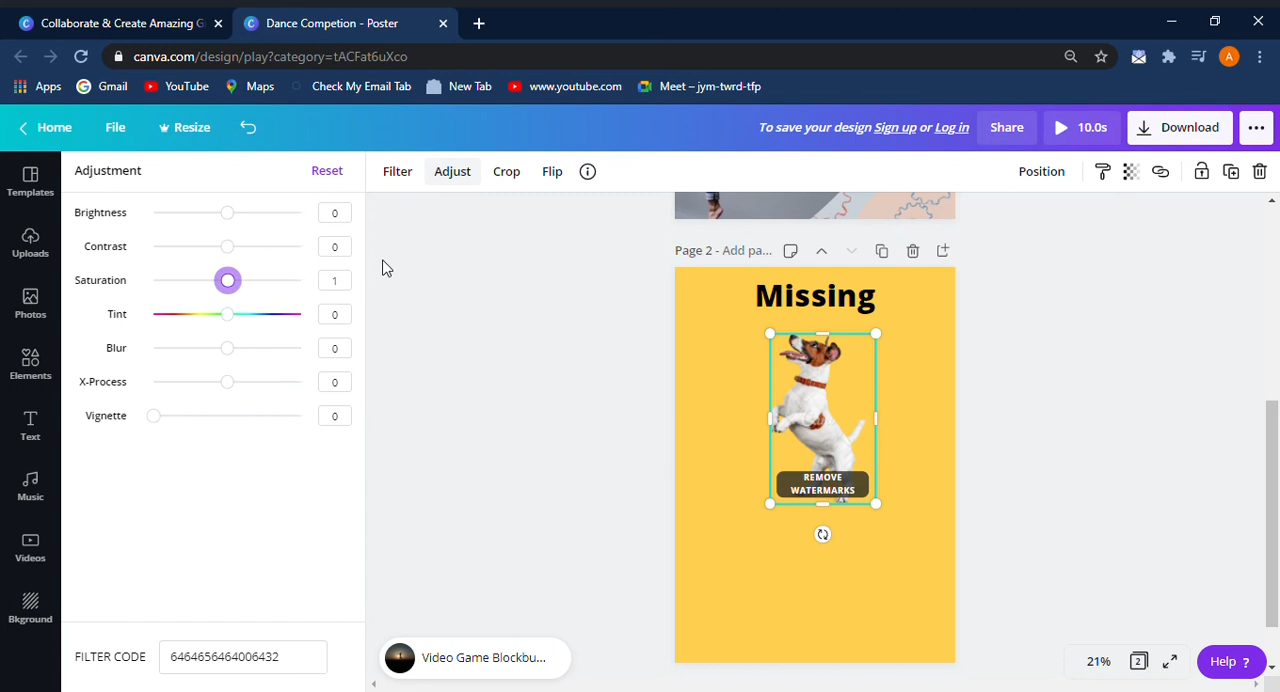 Collaborate & Create Amazing G
Dance Competion - Poster
canva.com/design/play?category=tACFat6uXco
A
Apps
Gmail
YouTube
Maps
Check My Email Tab
New Tab
www.youtube.com
Meet – jym-twrd-tfp
Home
File
Resize
To save your design Sign up or Log in
Share
10.0s
Download
Templates
Uploads
Photos
Elements
Text
Music
Videos
Bkground
Adjustment
Reset
Brightness 0
Contrast 0
Saturation 1
Tint 0
Blur 0
X-Process 0
Vignette 0
FILTER CODE 6464656464006432
Filter
Adjust
Crop
Flip
Position
Page 2 - Add pa...
Missing
REMOVE
WATERMARKS
Video Game Blockbu...
21%
2
Help ?